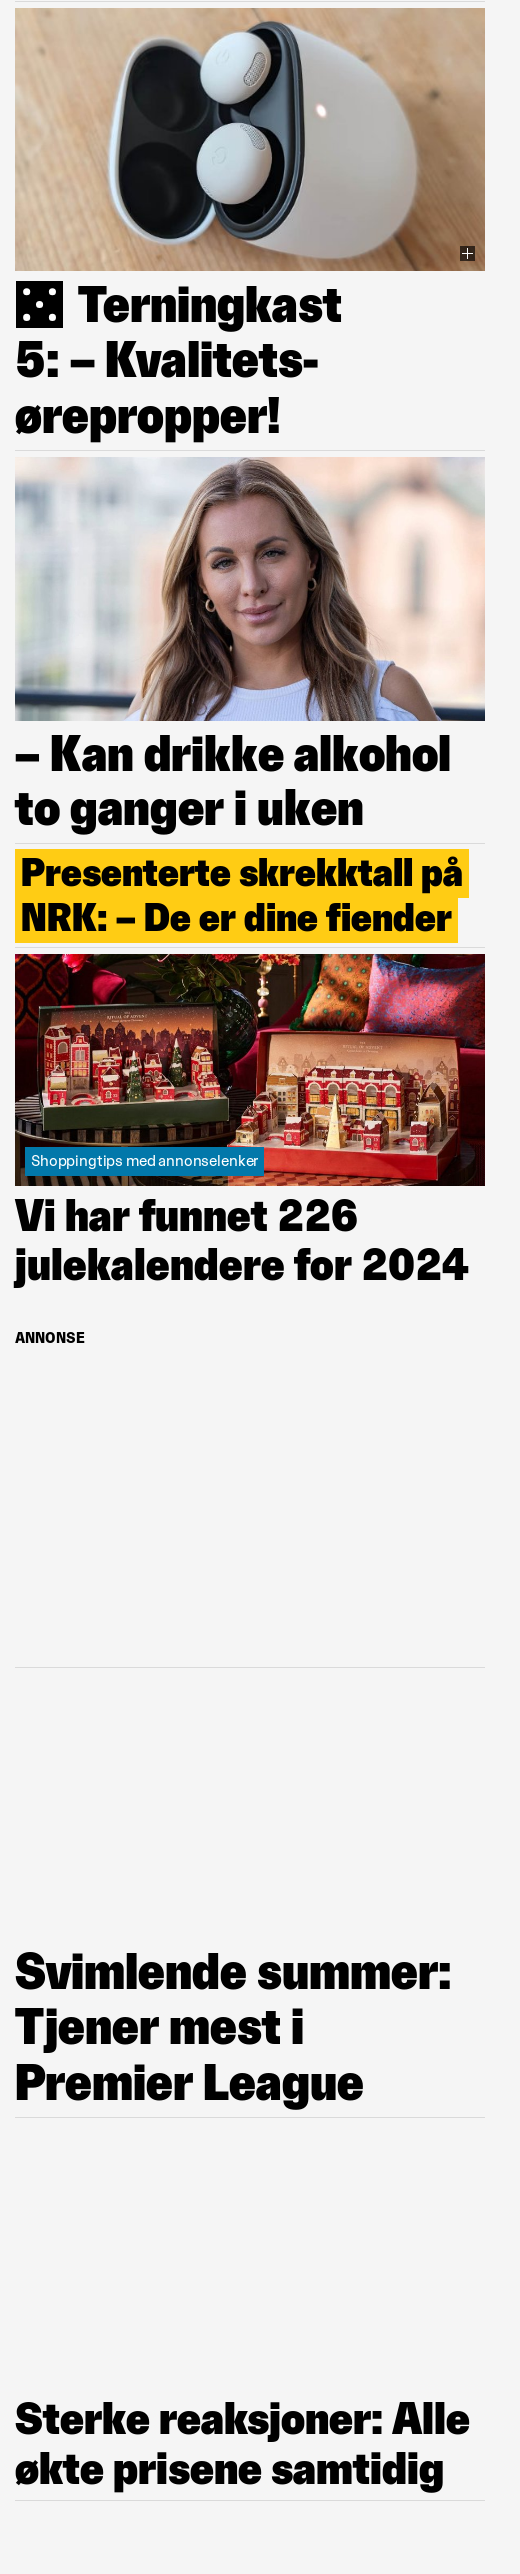 Terningkast
5: – Kvalitets-
ørepropper!
– Kan drikke alkohol
to ganger i uken
Presenterte skrekktall på
NRK: – De er dine fiender
Shoppingtips med annonselenker
Vi har funnet 226
julekalendere for 2024
ANNONSE
Svimlende summer:
Tjener mest i
Premier League
Sterke reaksjoner: Alle
økte prisene samtidig